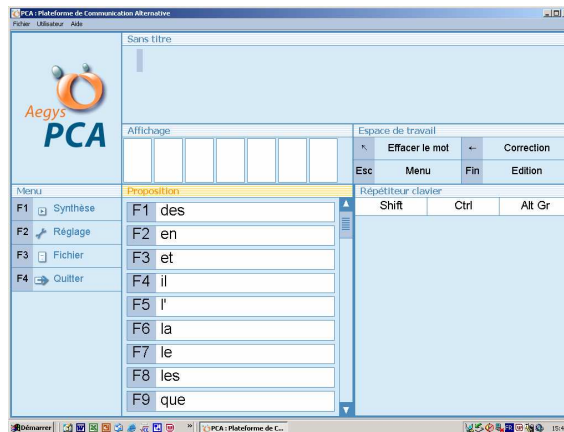 PCA : Plateforme de Communication Alternative
Fichier Utilisateur Aide
Sans titre
Aegys
PCA
Affichage
Espace de travail
Effacer le mot ← Correction
Esc Menu Fin Edition
Menu
Proposition
Répétiteur clavier
Shift Ctrl Alt Gr
F1 Synthèse
F2 Réglage
F3 Fichier
F4 Quitter
F1 des
F2 en
F3 et
F4 il
F5 l'
F6 la
F7 le
F8 les
F9 que
Démarrer » PCA : Plateforme de C... FR 15:4